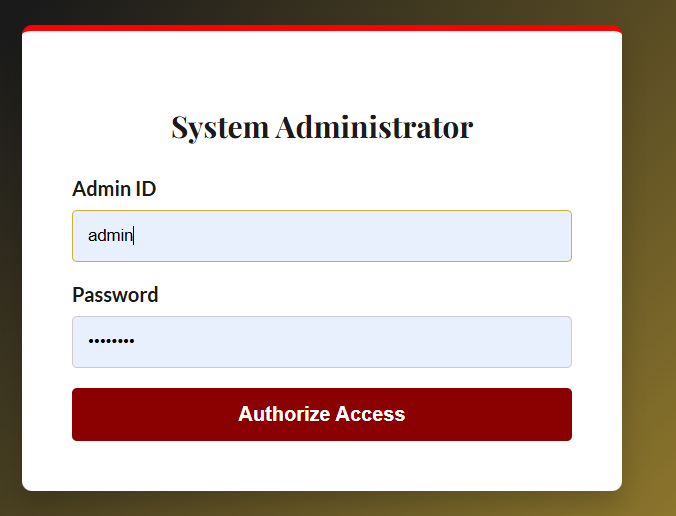 System Administrator
Admin ID
admin
Password
••••••••
Authorize Access